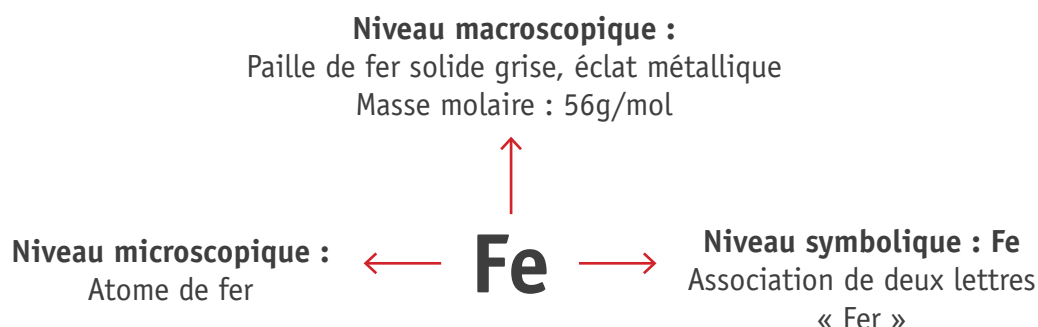 Niveau macroscopique :
Paille de fer solide grise, éclat métallique
Masse molaire : 56g/mol
Niveau microscopique :
Atome de fer
Fe
Niveau symbolique : Fe
Association de deux lettres
« Fer »